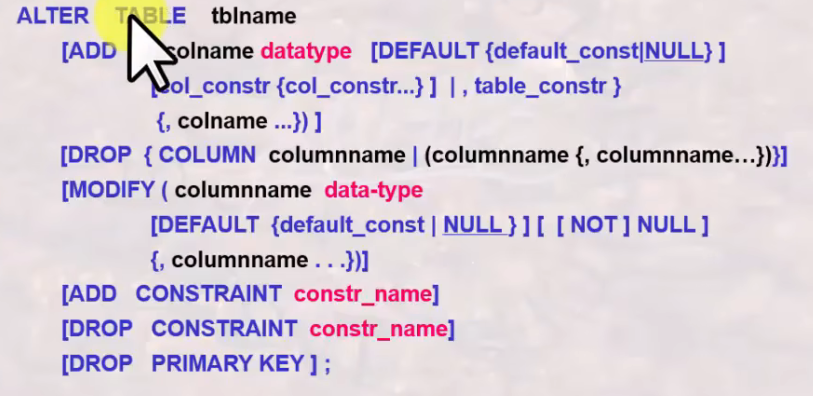 ALTER TABLE tblname
[ADD colname datatype [DEFAULT {default_const|NULL} ]
[col_constr {col_constr...} ] | , table_constr }
{, colname ...}) ]
[DROP { COLUMN columnname | (columnname {, columnname…})}]
[MODIFY ( columnname data-type
[DEFAULT {default_const | NULL } ] [ [ NOT ] NULL ]
{, columnname . . .})]
[ADD CONSTRAINT constr_name]
[DROP CONSTRAINT constr_name]
[DROP PRIMARY KEY ] ;